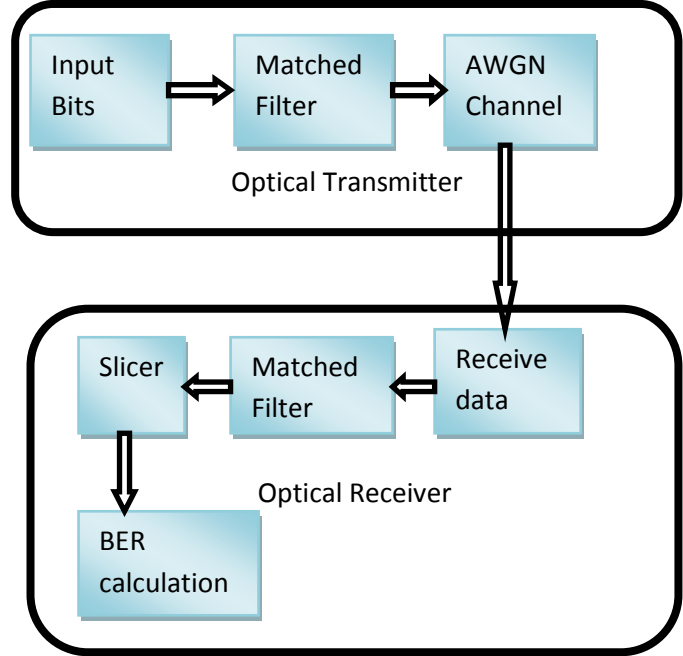 Input
Bits
Matched
Filter
AWGN
Channel
Optical Transmitter
Slicer
Matched
Filter
Receive
data
Optical Receiver
BER
calculation